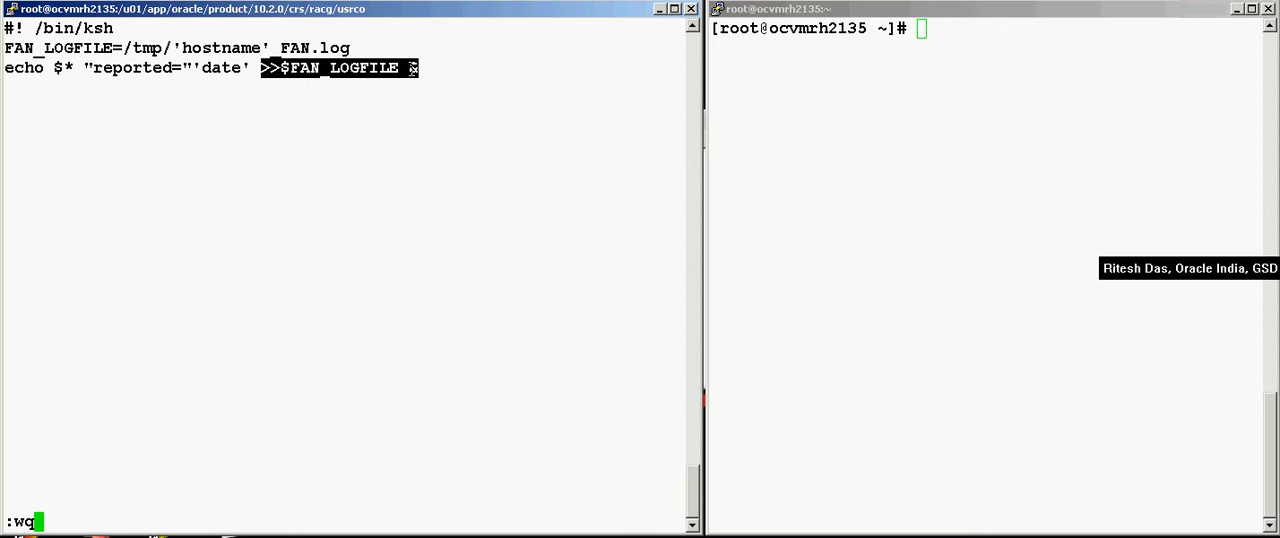 root@ocvmrh2135:/u01/app/oracle/product/10.2.0/crs/racg/usrco
#! /bin/ksh
FAN_LOGFILE=/tmp/'hostname'_FAN.log
echo $* "reported="'date' >>$FAN_LOGFILE &
:wq
root@ocvmrh2135:~
[root@ocvmrh2135 ~]#
Ritesh Das, Oracle India, GSD